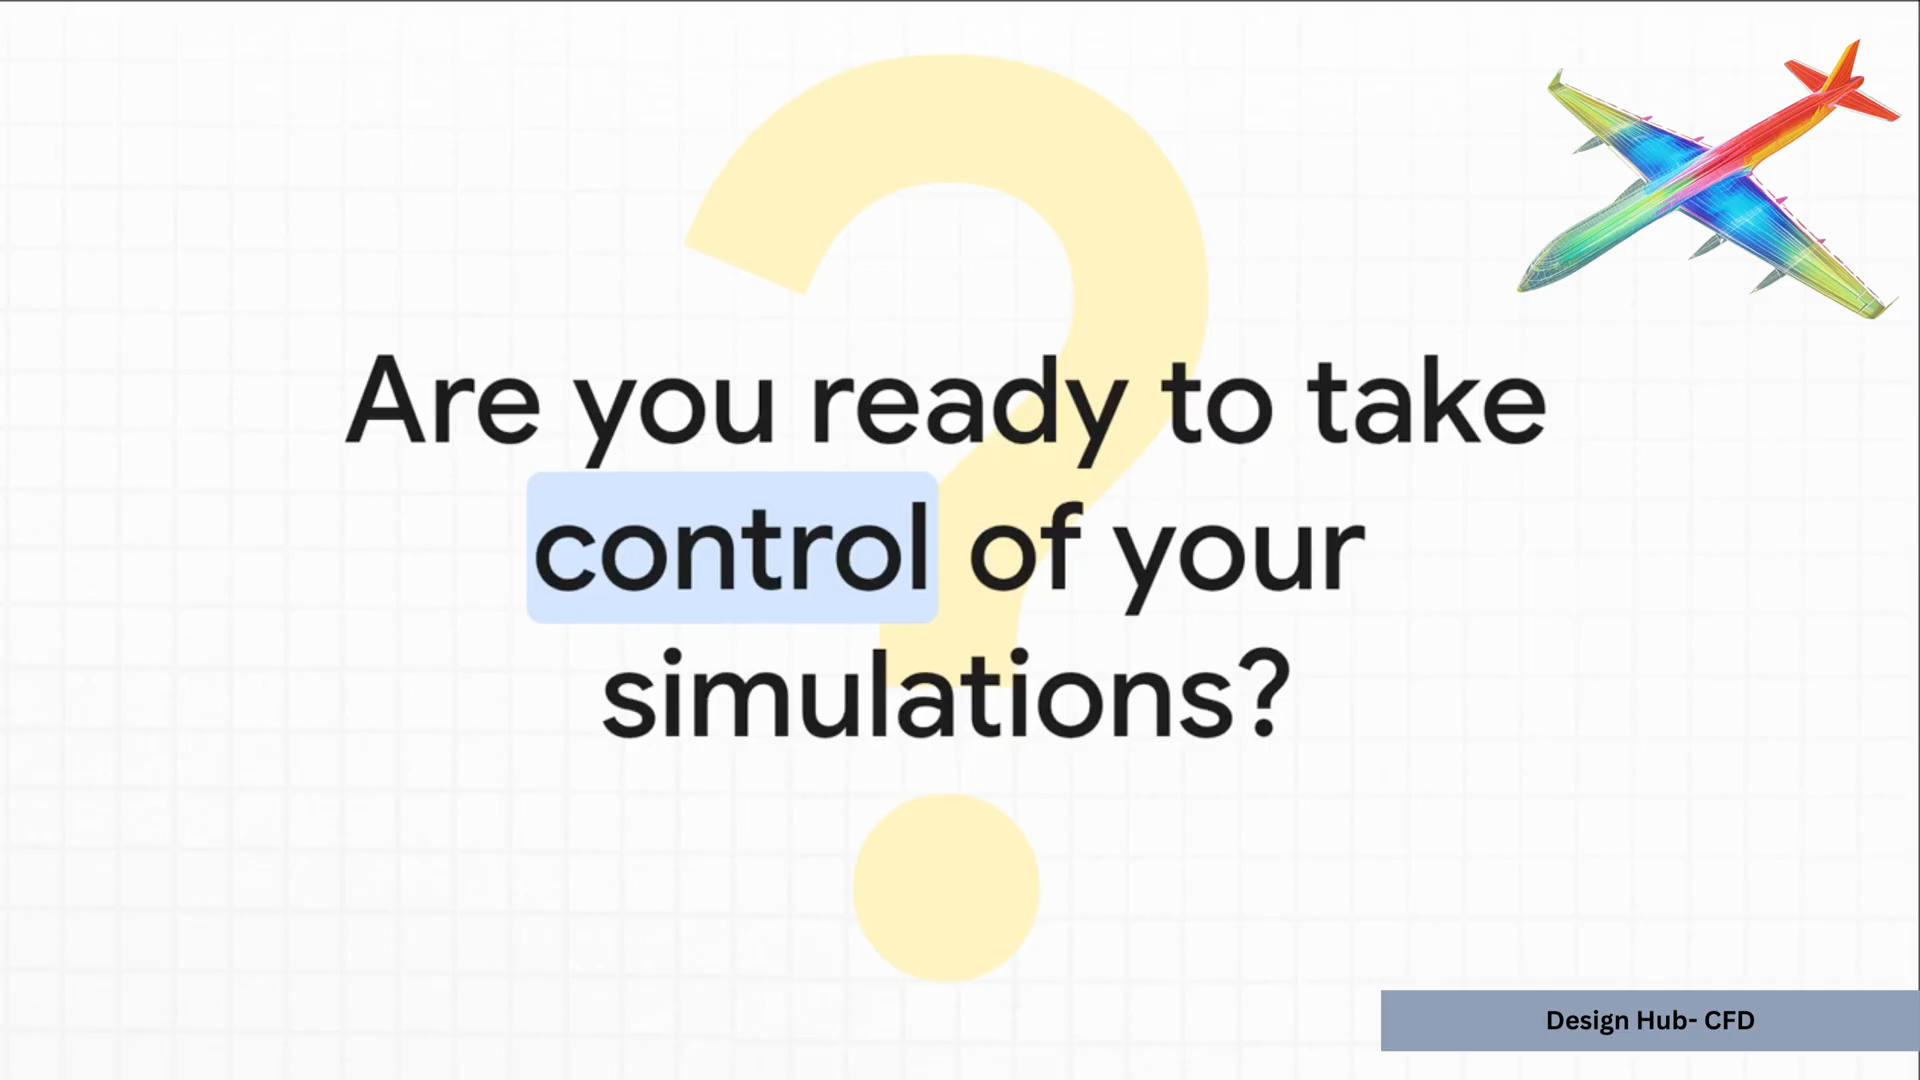 Are you ready to take
control of your
simulations?
Design Hub- CFD